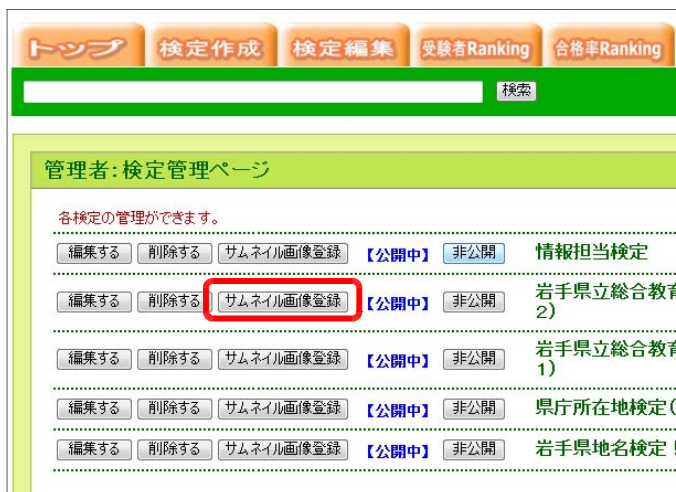 トップ 検定作成 検定編集 受験者Ranking 合格率Ranking
検索
管理者:検定管理ページ
各検定の管理ができます。
編集する 削除する サムネイル画像登録 【公開中】 非公開 情報担当検定
編集する 削除する サムネイル画像登録 【公開中】 非公開 岩手県立総合教育
2)
編集する 削除する サムネイル画像登録 【公開中】 非公開 岩手県立総合教育
1)
編集する 削除する サムネイル画像登録 【公開中】 非公開 県庁所在地検定(
編集する 削除する サムネイル画像登録 【公開中】 非公開 岩手県地名検定!